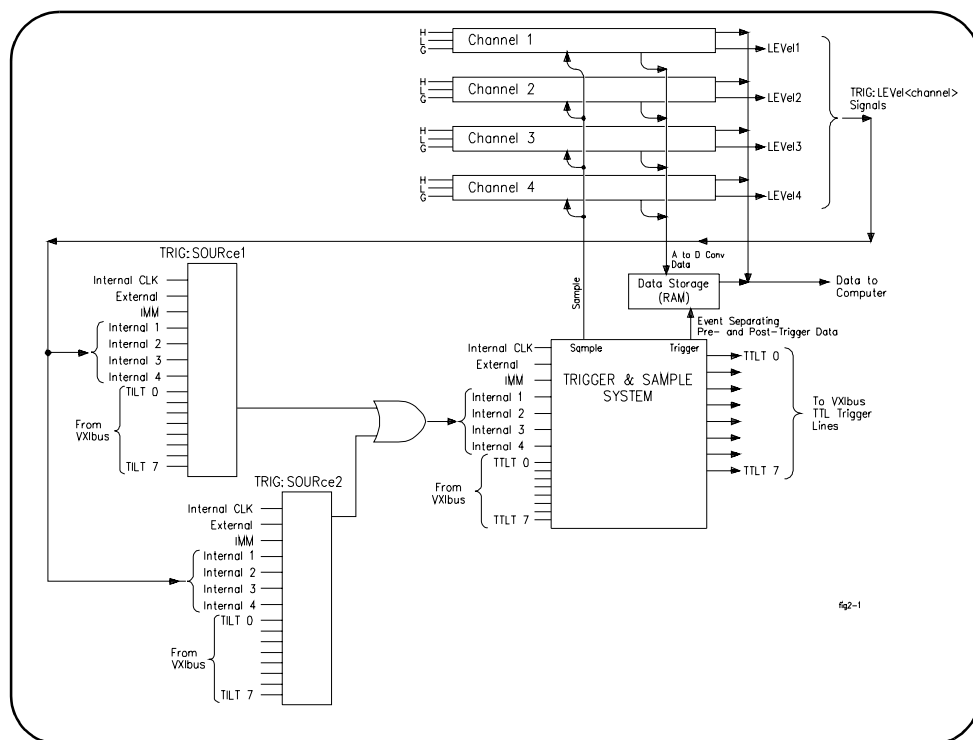 H
L
G
Channel 1
LEVel1
H
L
G
Channel 2
LEVel2
H
L
G
Channel 3
LEVel3
H
L
G
Channel 4
LEVel4
TRIG:LEVel<channel>
Signals
A to D Conv
Data
Sample
Data Storage
(RAM)
Data to
Computer
Event Separating
Pre- and Post-Trigger Data
TRIG:SOURce1
Internal CLK
External
IMM
Internal 1
Internal 2
Internal 3
Internal 4
TILT 0
From
VXIbus
TILT 7
TRIG:SOURce2
Internal CLK
External
IMM
Internal 1
Internal 2
Internal 3
Internal 4
TILT 0
From
VXIbus
TILT 7
Internal CLK
External
IMM
Internal 1
Internal 2
Internal 3
Internal 4
TTLT 0
From
VXIbus
TTLT 7
Sample
Trigger
TRIGGER & SAMPLE
SYSTEM
TTLT 0
To VXIbus
TTL Trigger
Lines
TTLT 7
fig2-1